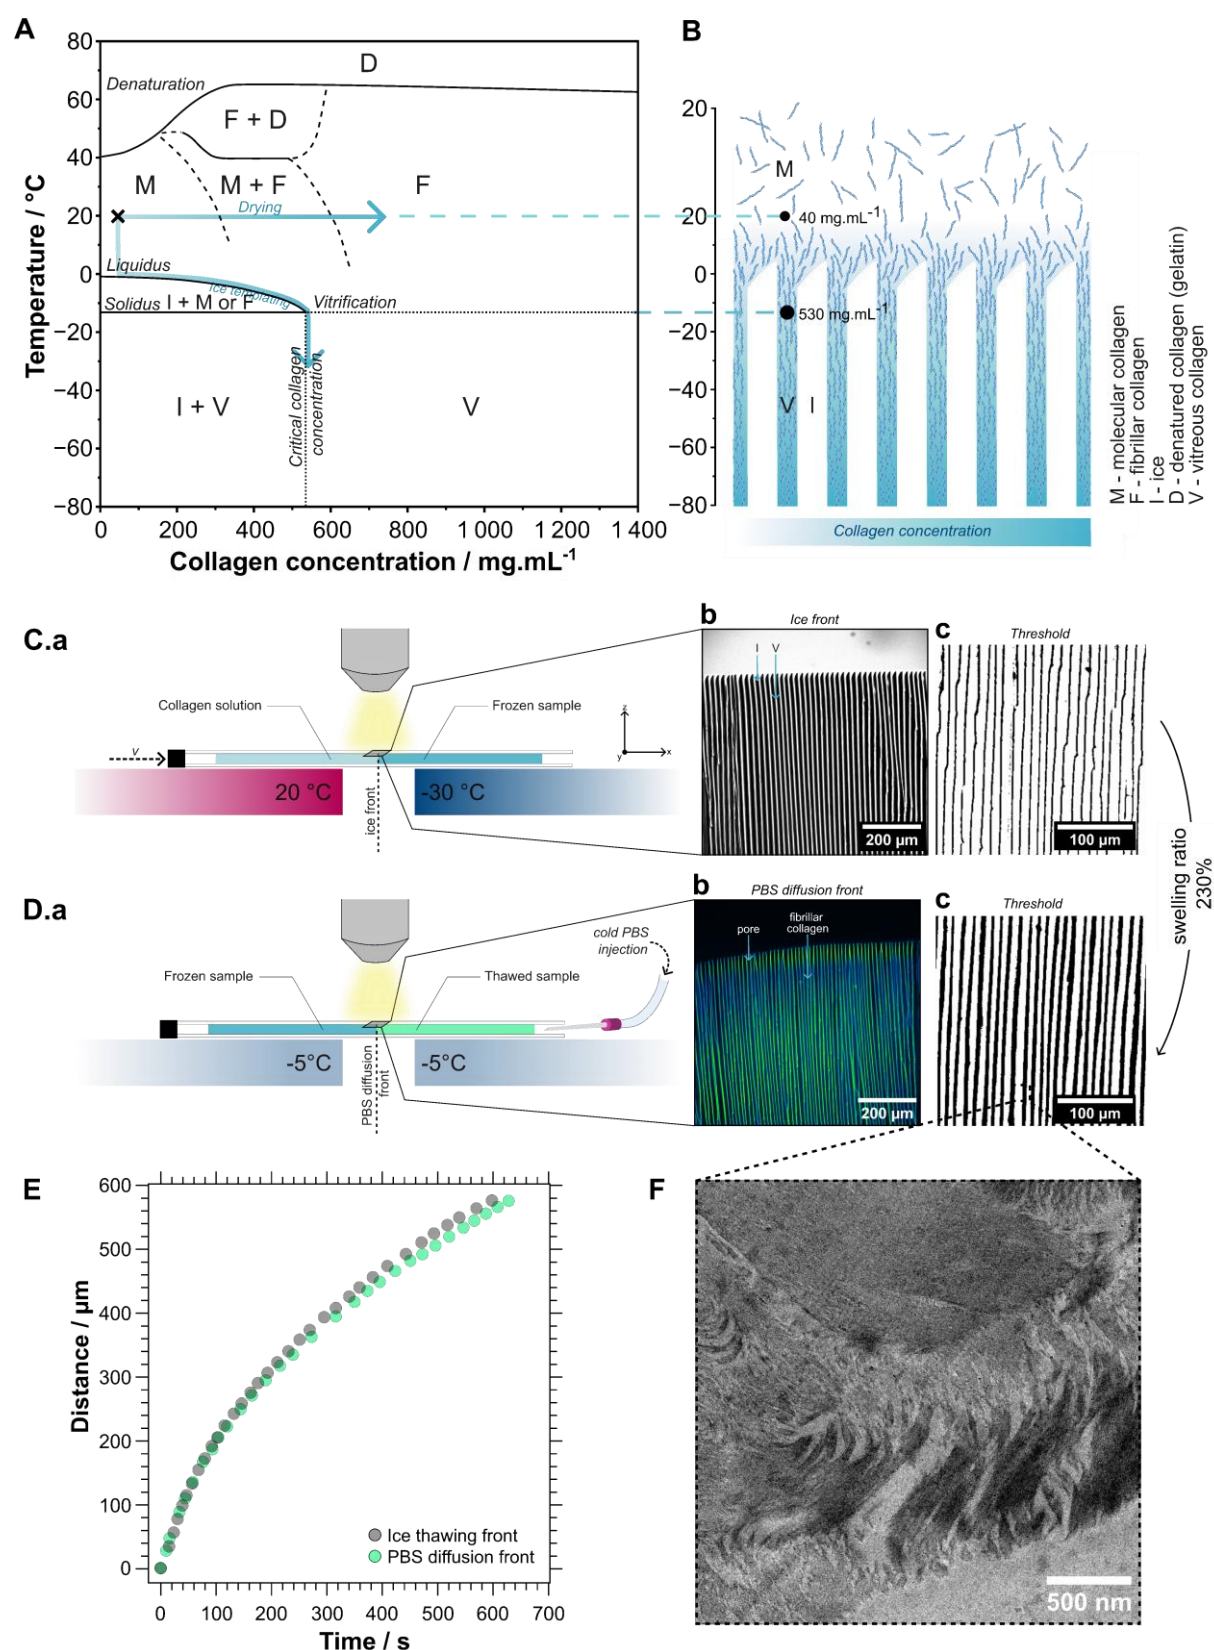 A
80
60
40
20
0
−20
−40
−60
−80
Temperature / °C
0
200
400
600
800
1 000
1 200
1 400
Collagen concentration / mg.mL-1
D
Denaturation
F + D
M
M + F
F
Drying
Liquidus
Ice templating
Solidus
I + M or F
Vitrification
Critical collagen
concentration
I + V
V
B
20
20
0
−20
−40
−60
−80
M
40 mg.mL-1
530 mg.mL-1
V
I
Collagen concentration
M - molecular collagen
F - fibrillar collagen
I - ice
D - denatured collagen (gelatin)
V - vitreous collagen
C.a
Collagen solution
Frozen sample
v
z
y
x
20 °C
-30 °C
ice front
b
Ice front
I
V
200 µm
c
Threshold
100 µm
swelling ratio
230%
D.a
cold PBS
injection
Frozen sample
Thawed sample
-5°C
-5°C
PBS diffusion
front
b
PBS diffusion front
pore
fibrillar
collagen
200 µm
c
Threshold
100 µm
E
600
500
400
300
200
100
0
Distance / µm
Ice thawing front
PBS diffusion front
0
100
200
300
400
500
600
700
Time / s
F
500 nm